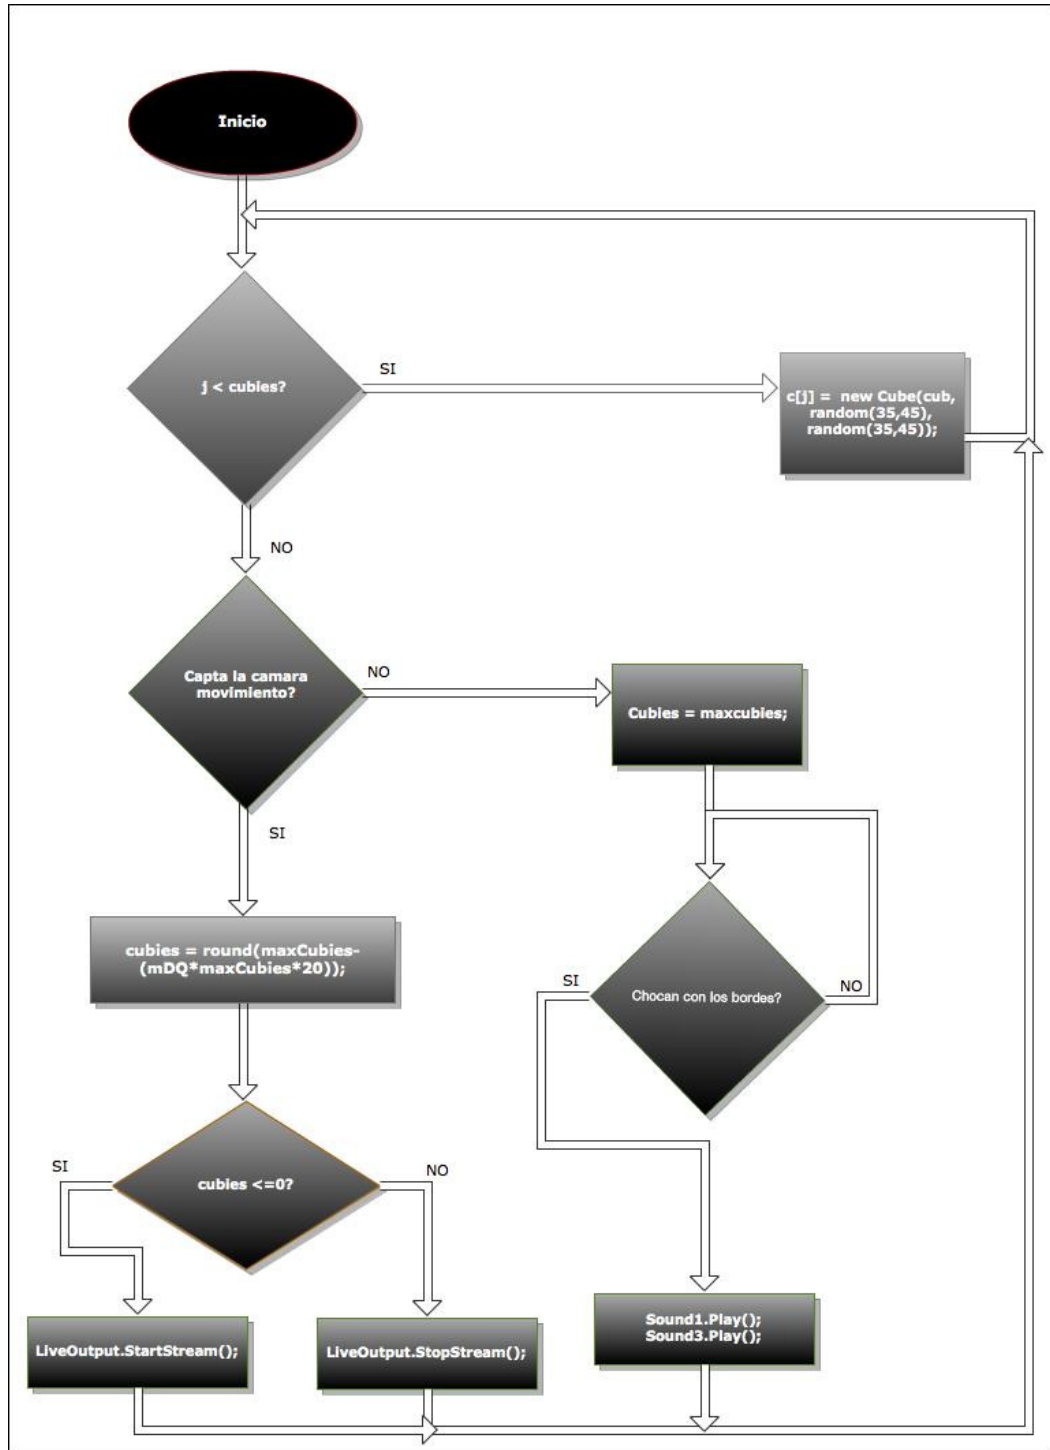 Inicio
j < cubies?
SI
c[j] =  new Cube(cub,
random(35,45),
random(35,45));
NO
Capta la camara
movimiento?
NO
Cubies = maxcubies;
SI
cubies = round(maxCubies-
(mDQ*maxCubies*20));
SI
Chocan con los bordes?
NO
SI
cubies <=0?
NO
LiveOutput.StartStream();
LiveOutput.StopStream();
Sound1.Play();
Sound3.Play();